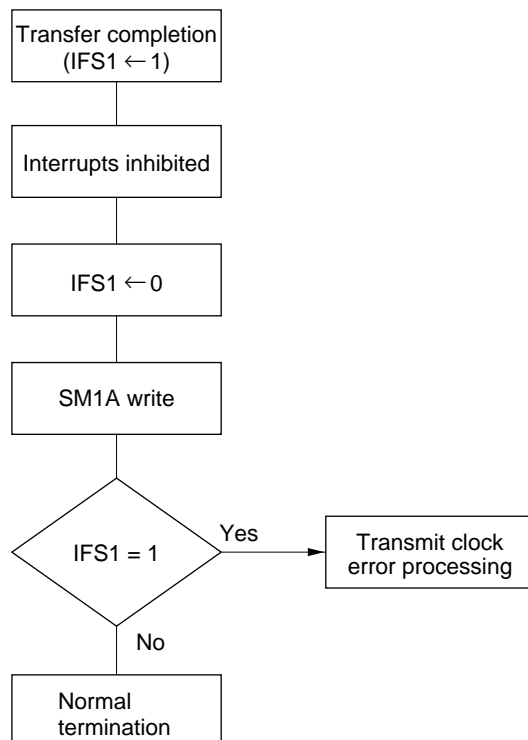 Transfer completion
(IFS1 ← 1)
Interrupts inhibited
IFS1 ← 0
SM1A write
IFS1 = 1
Yes
Transmit clock
error processing
No
Normal
termination